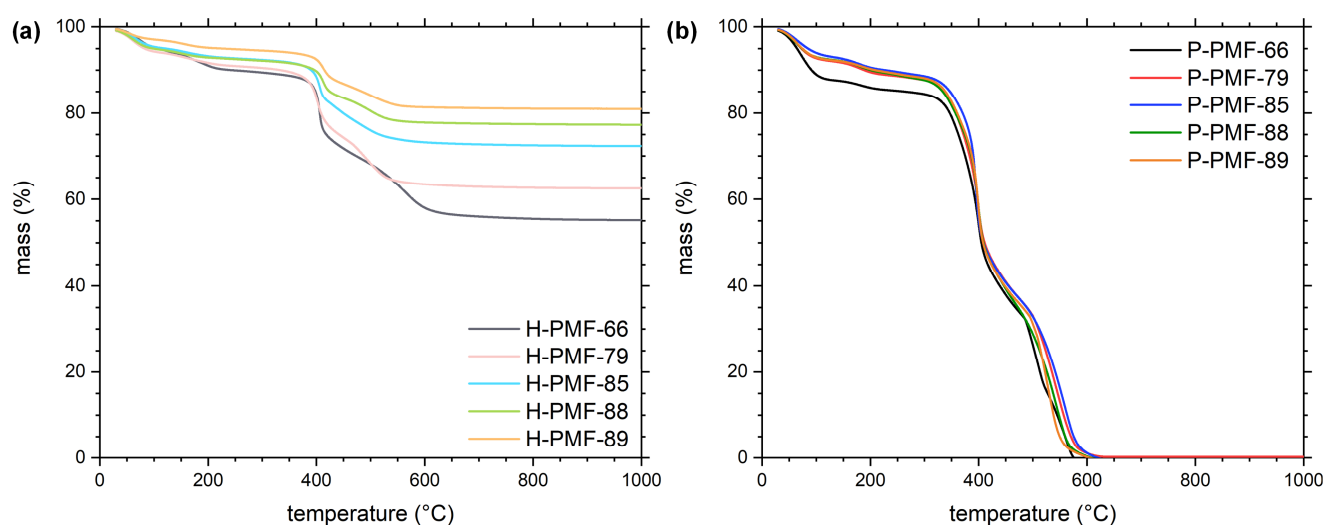 (a)
mass (%)
100
80
60
40
20
0
H-PMF-66
H-PMF-79
H-PMF-85
H-PMF-88
H-PMF-89
0 200 400 600 800 1000
temperature (°C)
(b)
mass (%)
100
80
60
40
20
0
P-PMF-66
P-PMF-79
P-PMF-85
P-PMF-88
P-PMF-89
0 200 400 600 800 1000
temperature (°C)